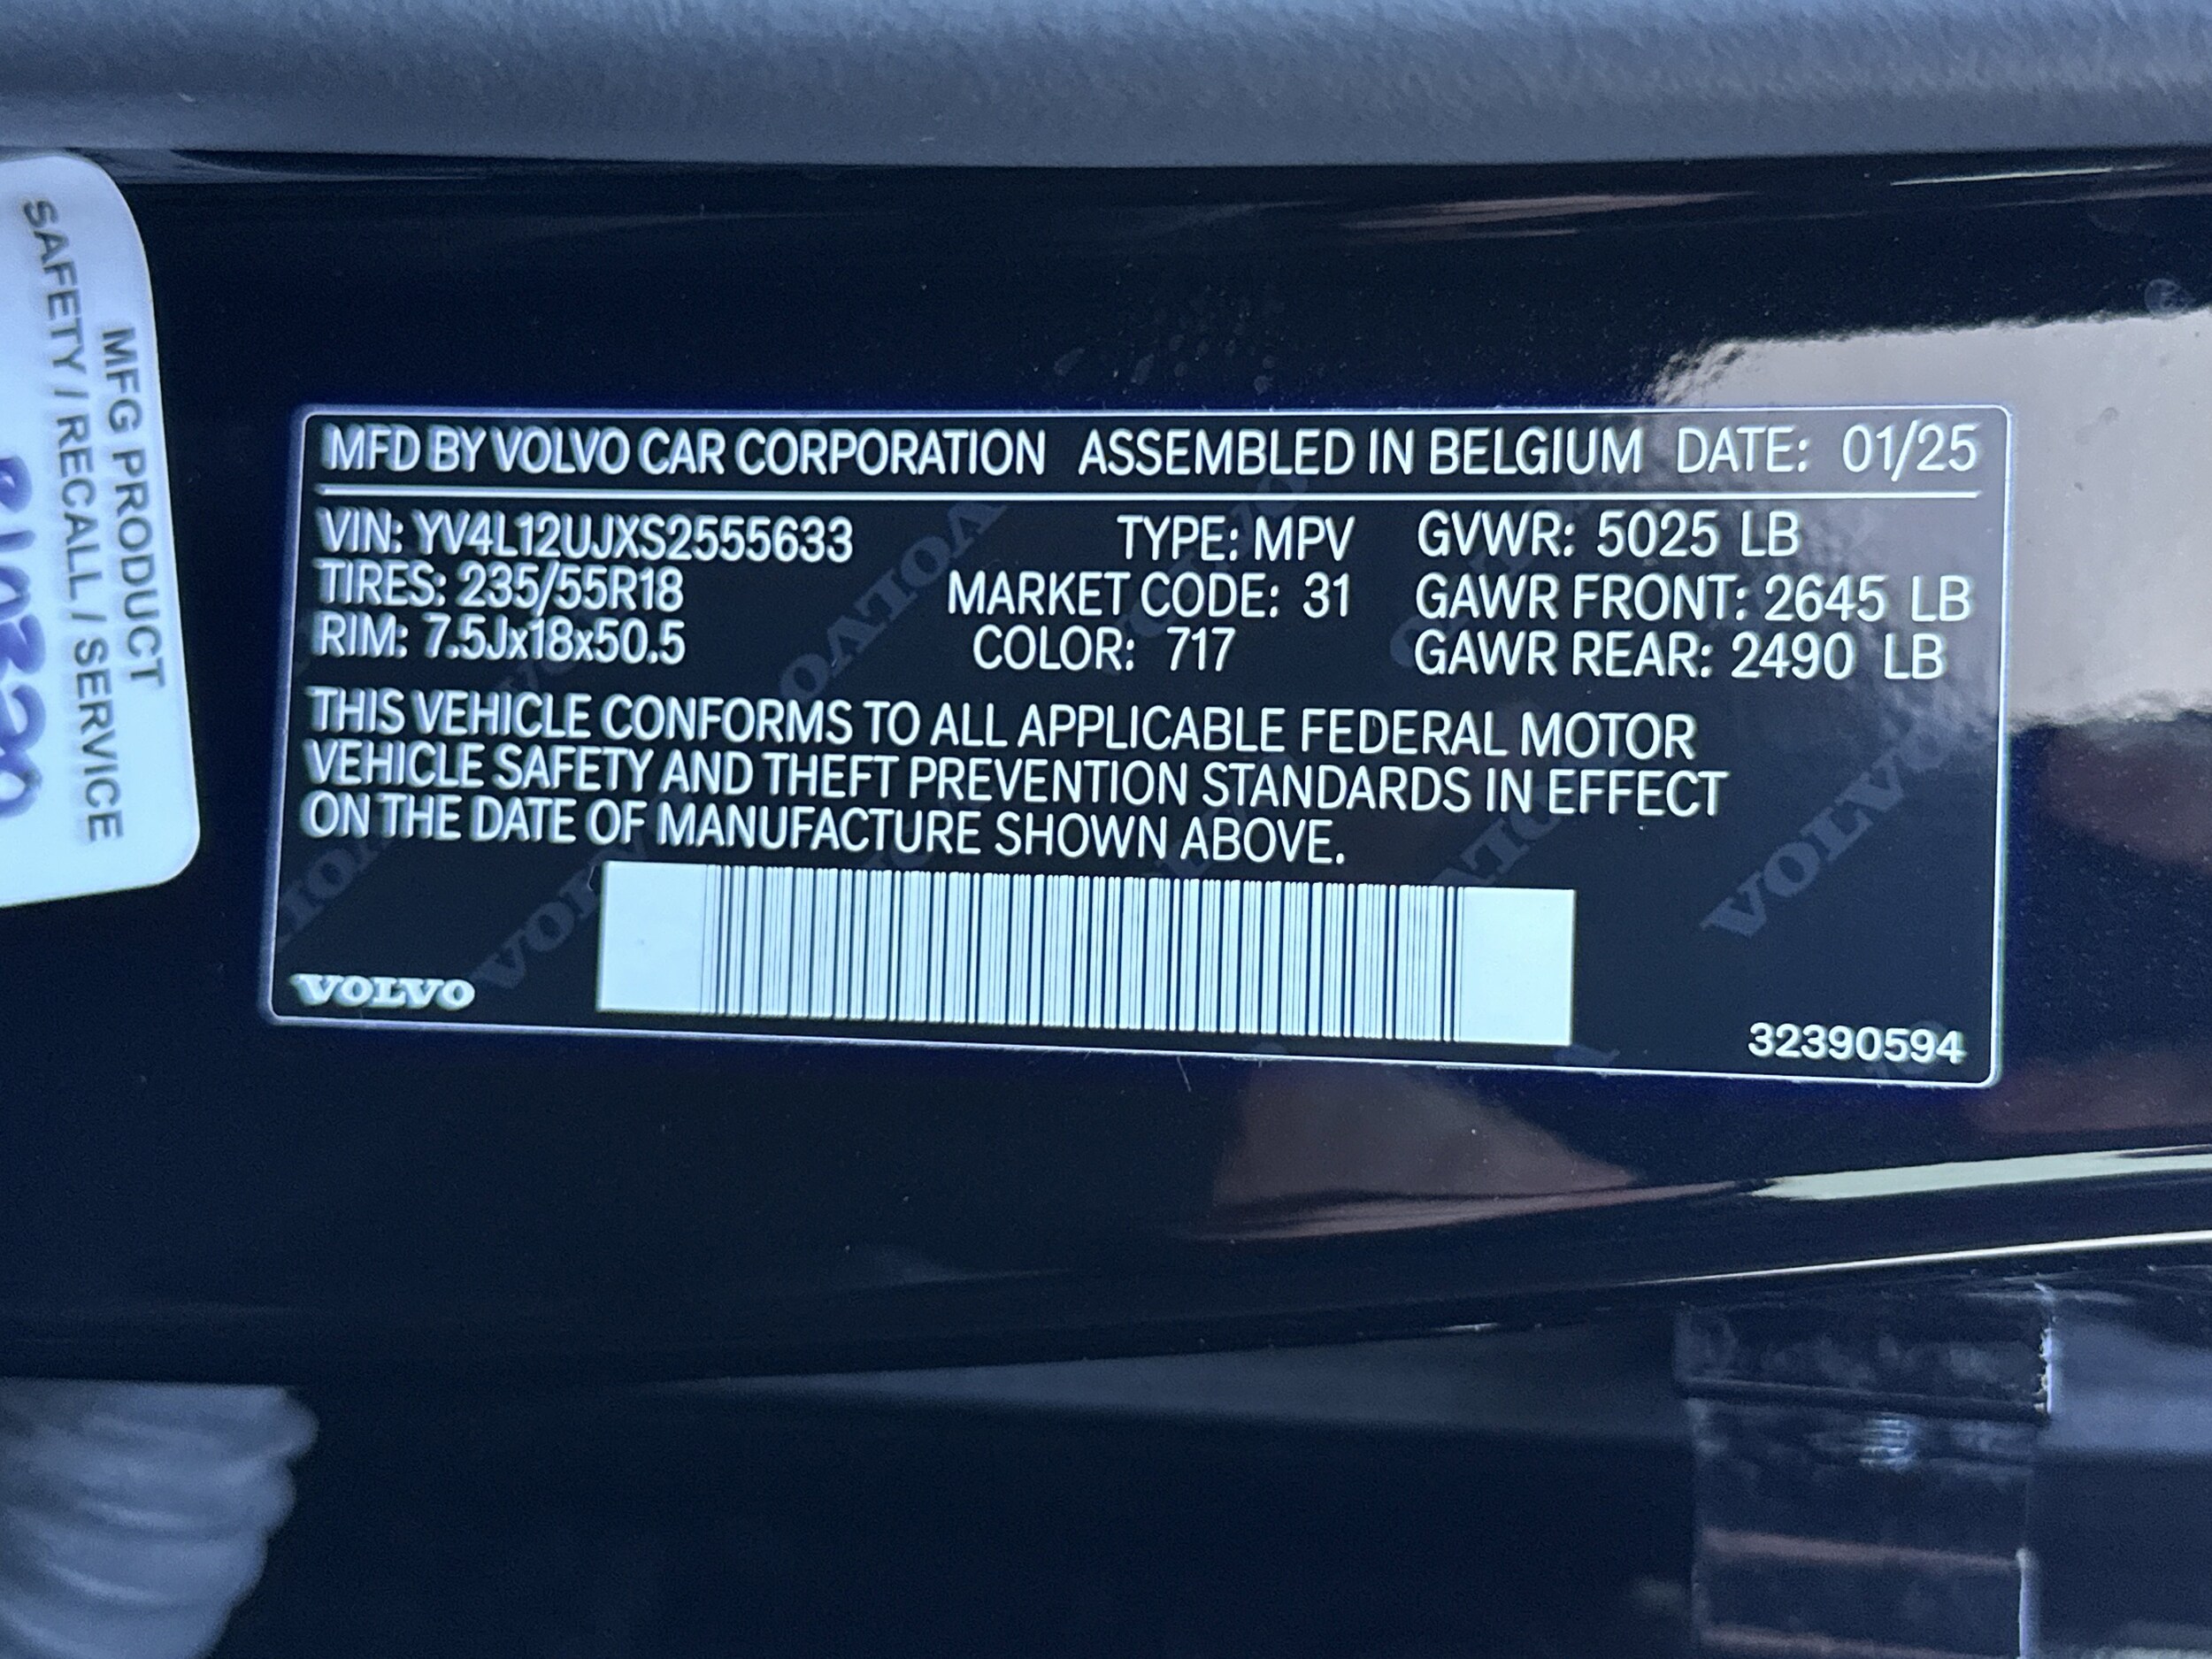 MFG PRODUCT
SAFETY / RECALL / SERVICE
MFD BY VOLVO CAR CORPORATION ASSEMBLED IN BELGIUM DATE: 01/25
VIN: YV4L12UJXS2555633 TYPE: MPV GVWR: 5025 LB
TIRES: 235/55R18 MARKET CODE: 31 GAWR FRONT: 2645 LB
RIM: 7.5Jx18x50.5 COLOR: 717 GAWR REAR: 2490 LB
THIS VEHICLE CONFORMS TO ALL APPLICABLE FEDERAL MOTOR
VEHICLE SAFETY AND THEFT PREVENTION STANDARDS IN EFFECT
ON THE DATE OF MANUFACTURE SHOWN ABOVE.
VOLVO
32390594